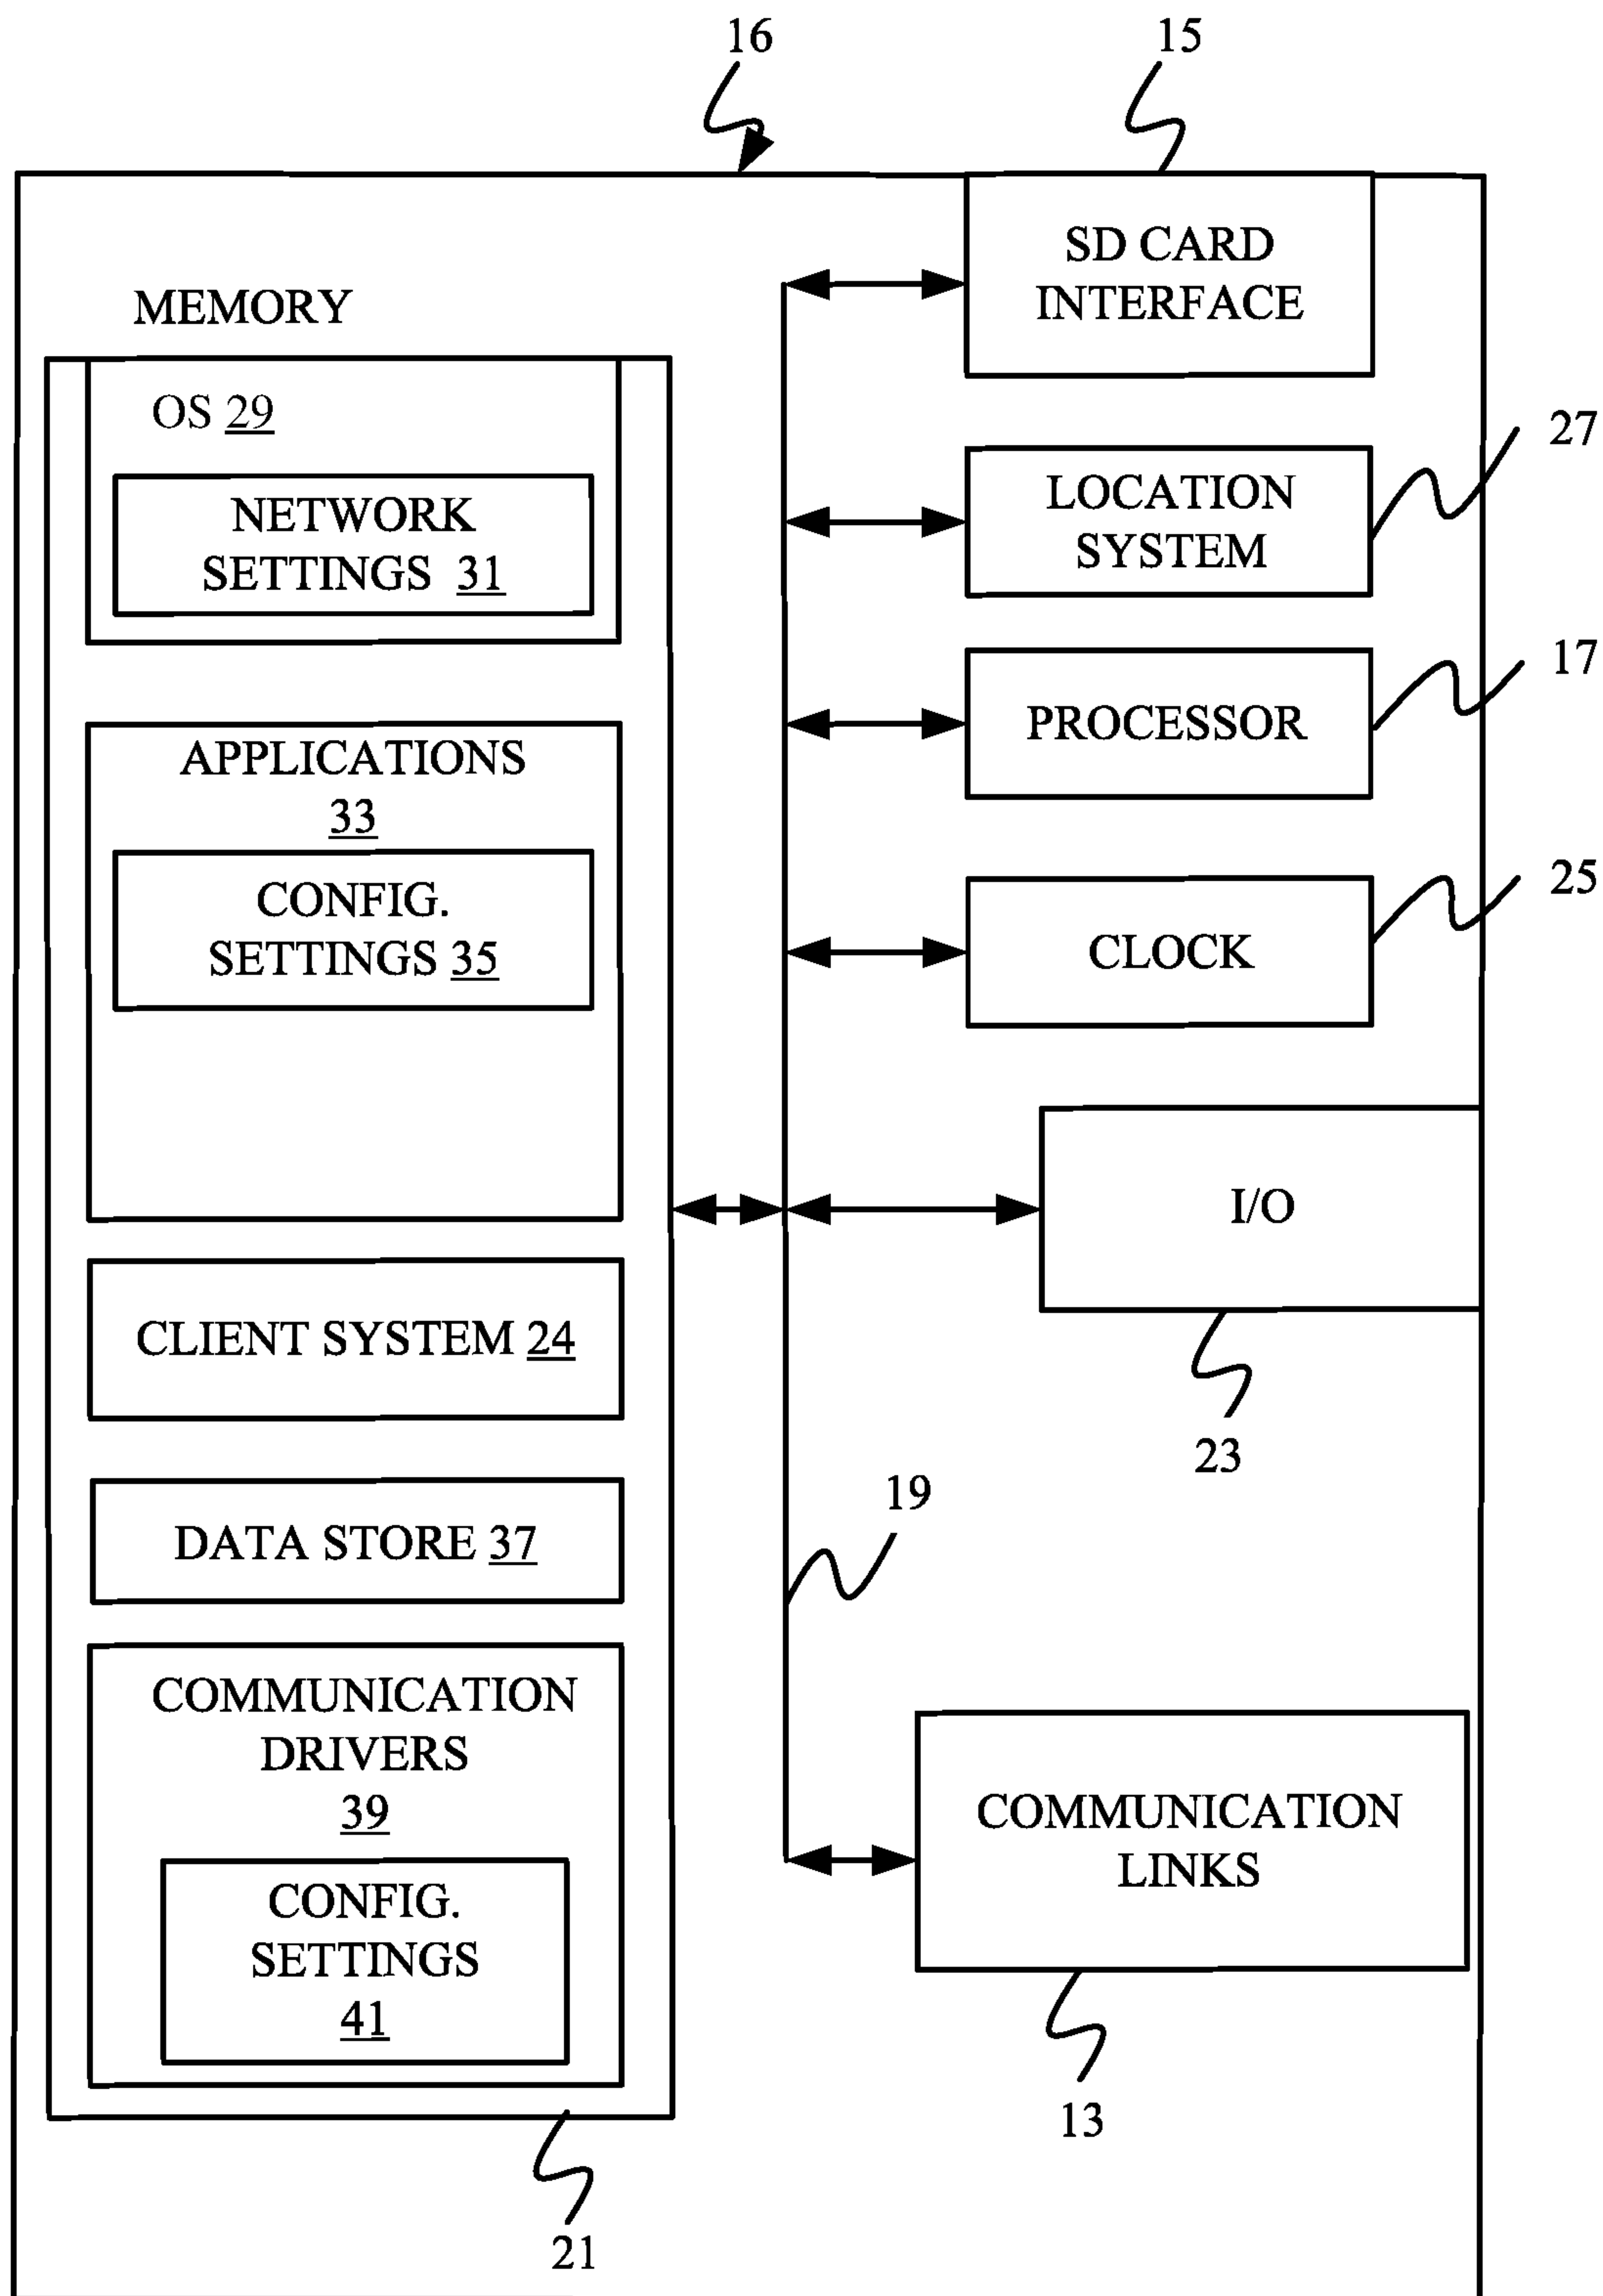 16
15
SD CARD
INTERFACE
MEMORY
OS 29
NETWORK
SETTINGS 31
27
LOCATION
SYSTEM
17
PROCESSOR
APPLICATIONS
33
CONFIG.
SETTINGS 35
25
CLOCK
I/O
23
CLIENT SYSTEM 24
19
DATA STORE 37
COMMUNICATION
DRIVERS
39
CONFIG.
SETTINGS
41
COMMUNICATION
LINKS
13
21